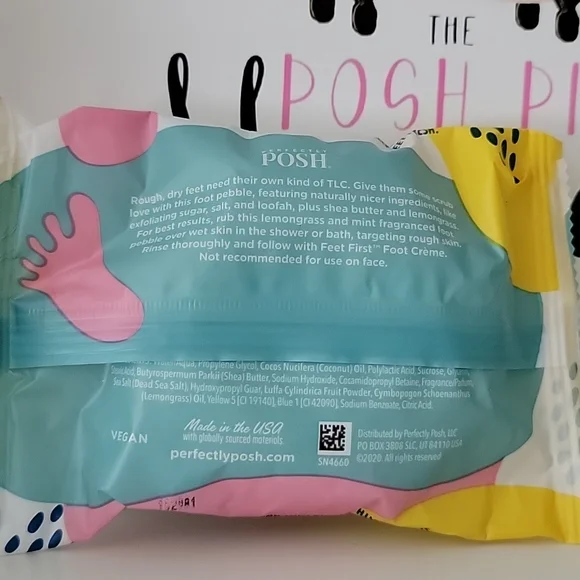 THE
POSH PI
PERFECTLY
POSH
Rough, dry feet need their own kind of TLC. Give them some scrub
love with this foot pebble, featuring naturally nicer ingredients, like
exfoliating sugar, salt, and loofah, plus shea butter and lemongrass.
For best results, rub this lemongrass and mint fragranced foot
pebble over wet skin in the shower or bath, targeting rough skin.
Rinse thoroughly and follow with Feet First™ Foot Crème.
Not recommended for use on face.
Aqua, Propylene Glycol, Cocos Nucifera (Coconut) Oil, Polylactic Acid, Sucrose,
Butyrospermum Parkii (Shea) Butter, Sodium Hydroxide, Cocamidopropyl Betaine, Fragrance/Parfum,
Sea Salt (Dead Sea Salt), Hydroxypropyl Guar, Luffa Cylindrica Fruit Powder, Cymbopogon Schoenanthus
(Lemongrass) Oil, Yellow 5 [CI 19140], Blue 1 [CI 42090], Sodium Benzoate, Citric Acid.
VEGAN
Made in the USA
with globally sourced materials.
perfectlyposh.com
SN4660
Distributed by Perfectly Posh, LLC
PO BOX 3808 SLC, UT 84110 USA
©2020. All rights reserved